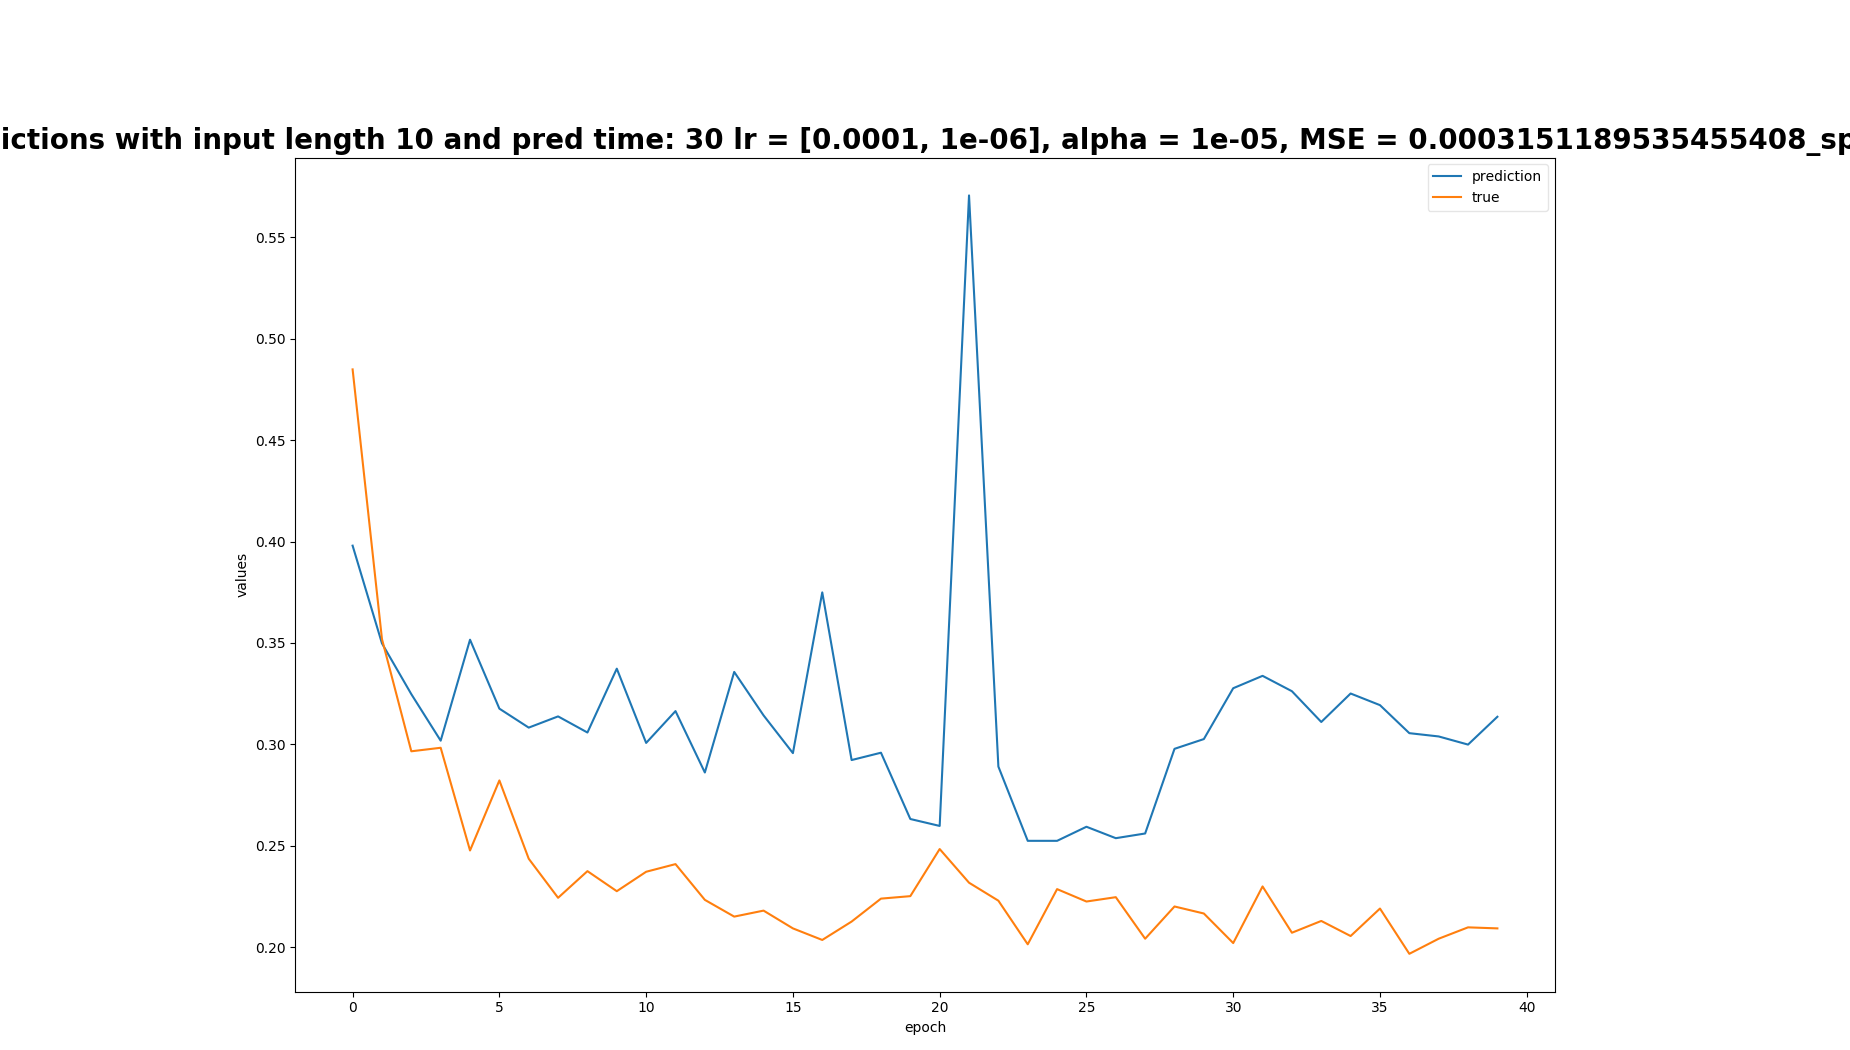 ictions with input length 10 and pred time: 30 lr = [0.0001, 1e-06], alpha = 1e-05, MSE = 0.0003151189535455408_sp
prediction
true
0.55
0.50
0.45
0.40
0.35
0.30
0.25
0.20
values
0 5 10 15 20 25 30 35 40
epoch